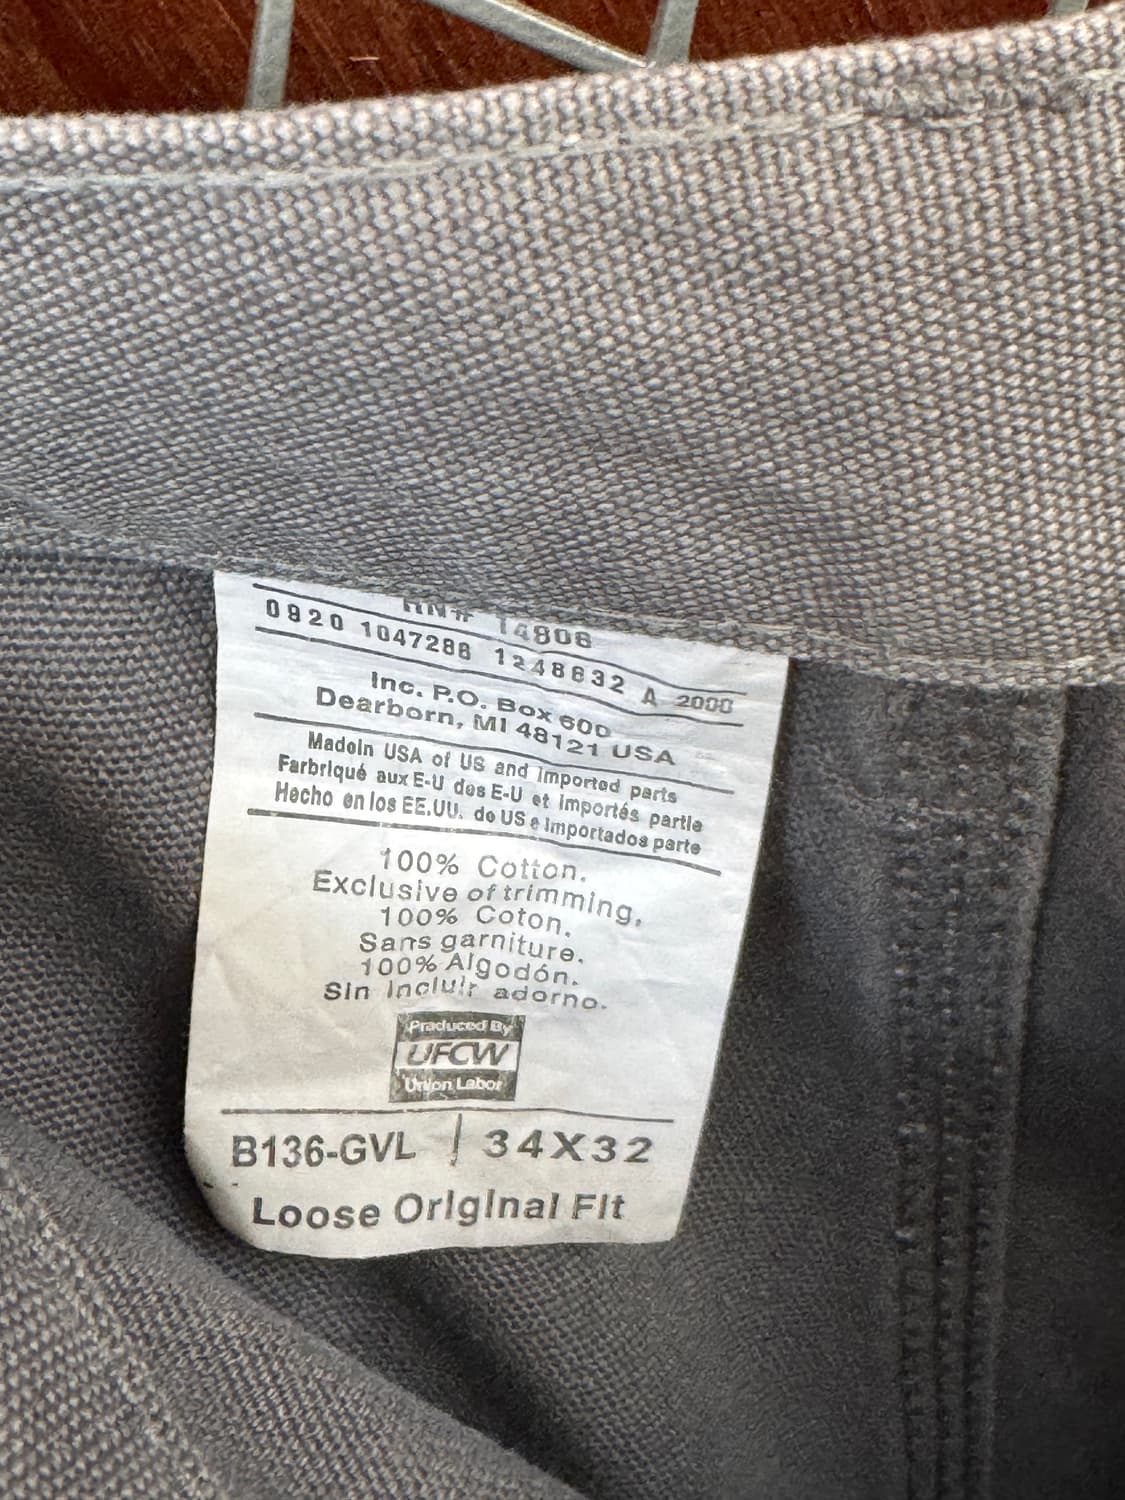 RN# 14806
0920 1047286 1248632 A 2000
Inc. P.O. Box 600
Dearborn, MI 48121 USA
MadeIn USA of US and Imported parts
Farbriqué aux E-U des E-U et importés partie
Hecho en los EE.UU. de US e Importados parte
100% Cotton.
Exclusive of trimming.
100% Coton.
Sans garniture.
100% Algodón.
Sin incluir adorno.
Produced By
UFCW
Union Labor
B136-GVL | 34X32
Loose Original Fit